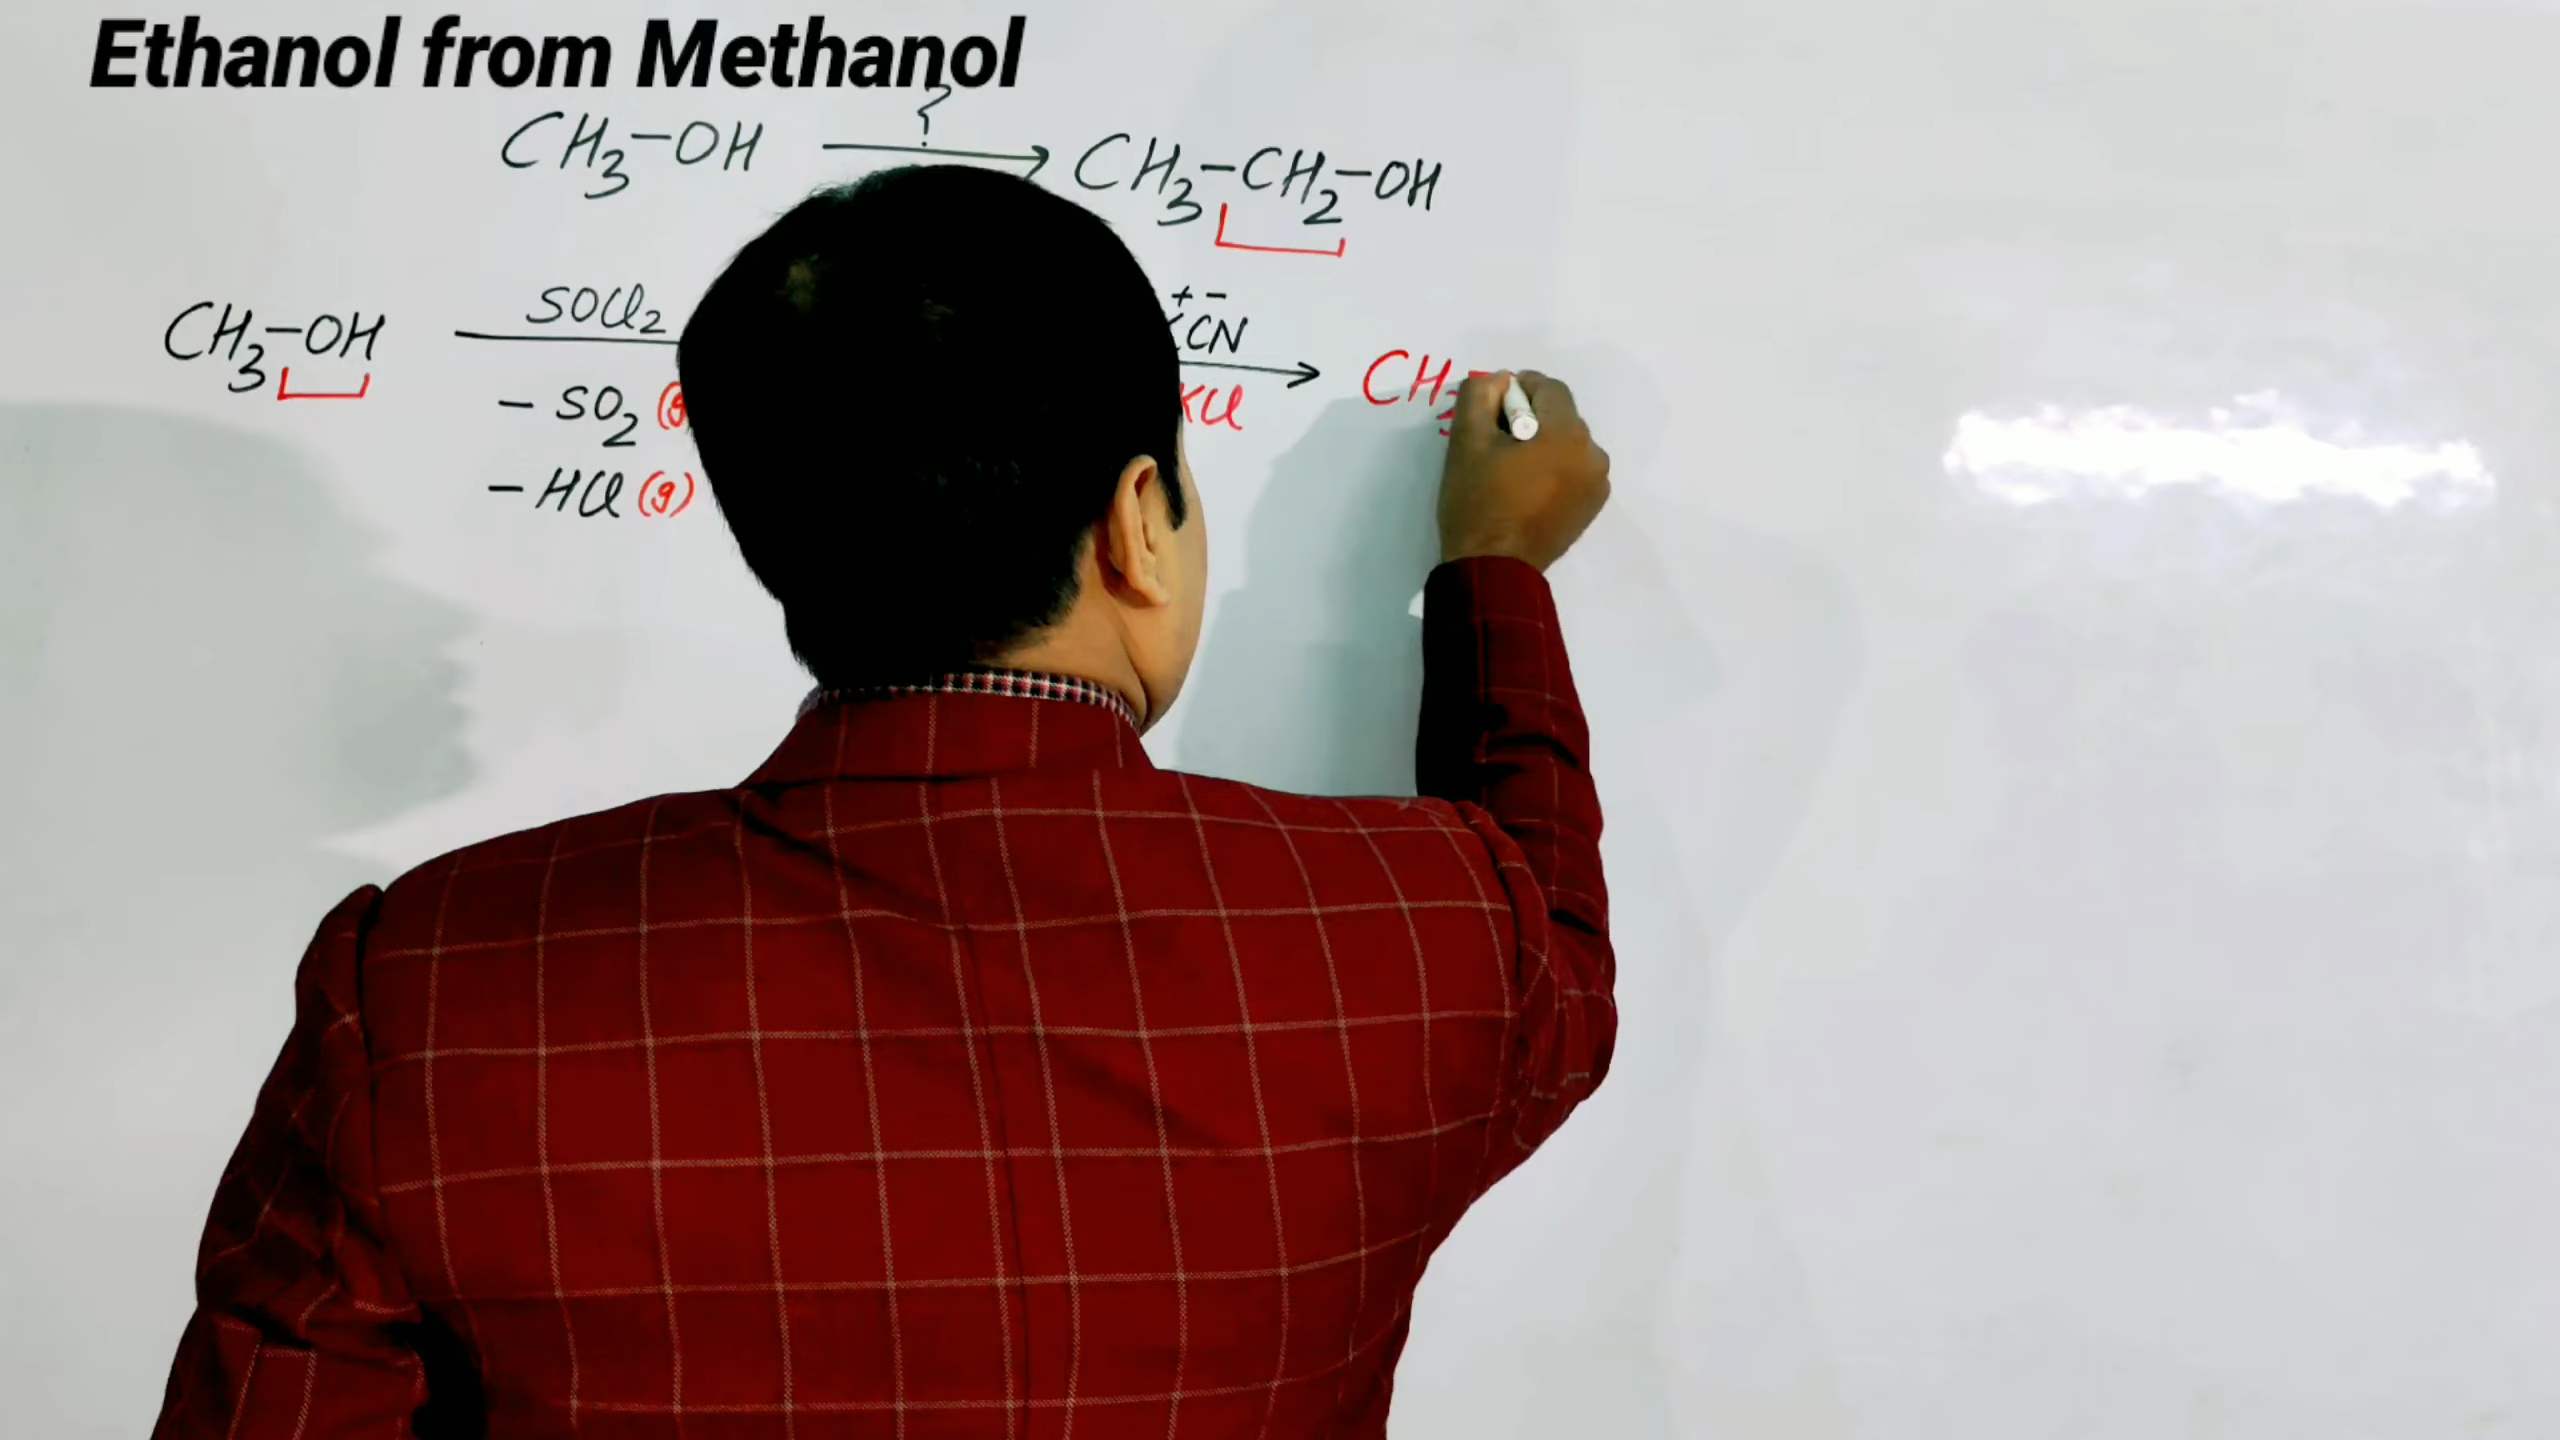 Ethanol from Methanol
?
CH3-OH → CH3-CH2-OH
CH3-OH SOCl2 + - KCN → CH3-
- SO2 (g) KCl
- HCl (g)